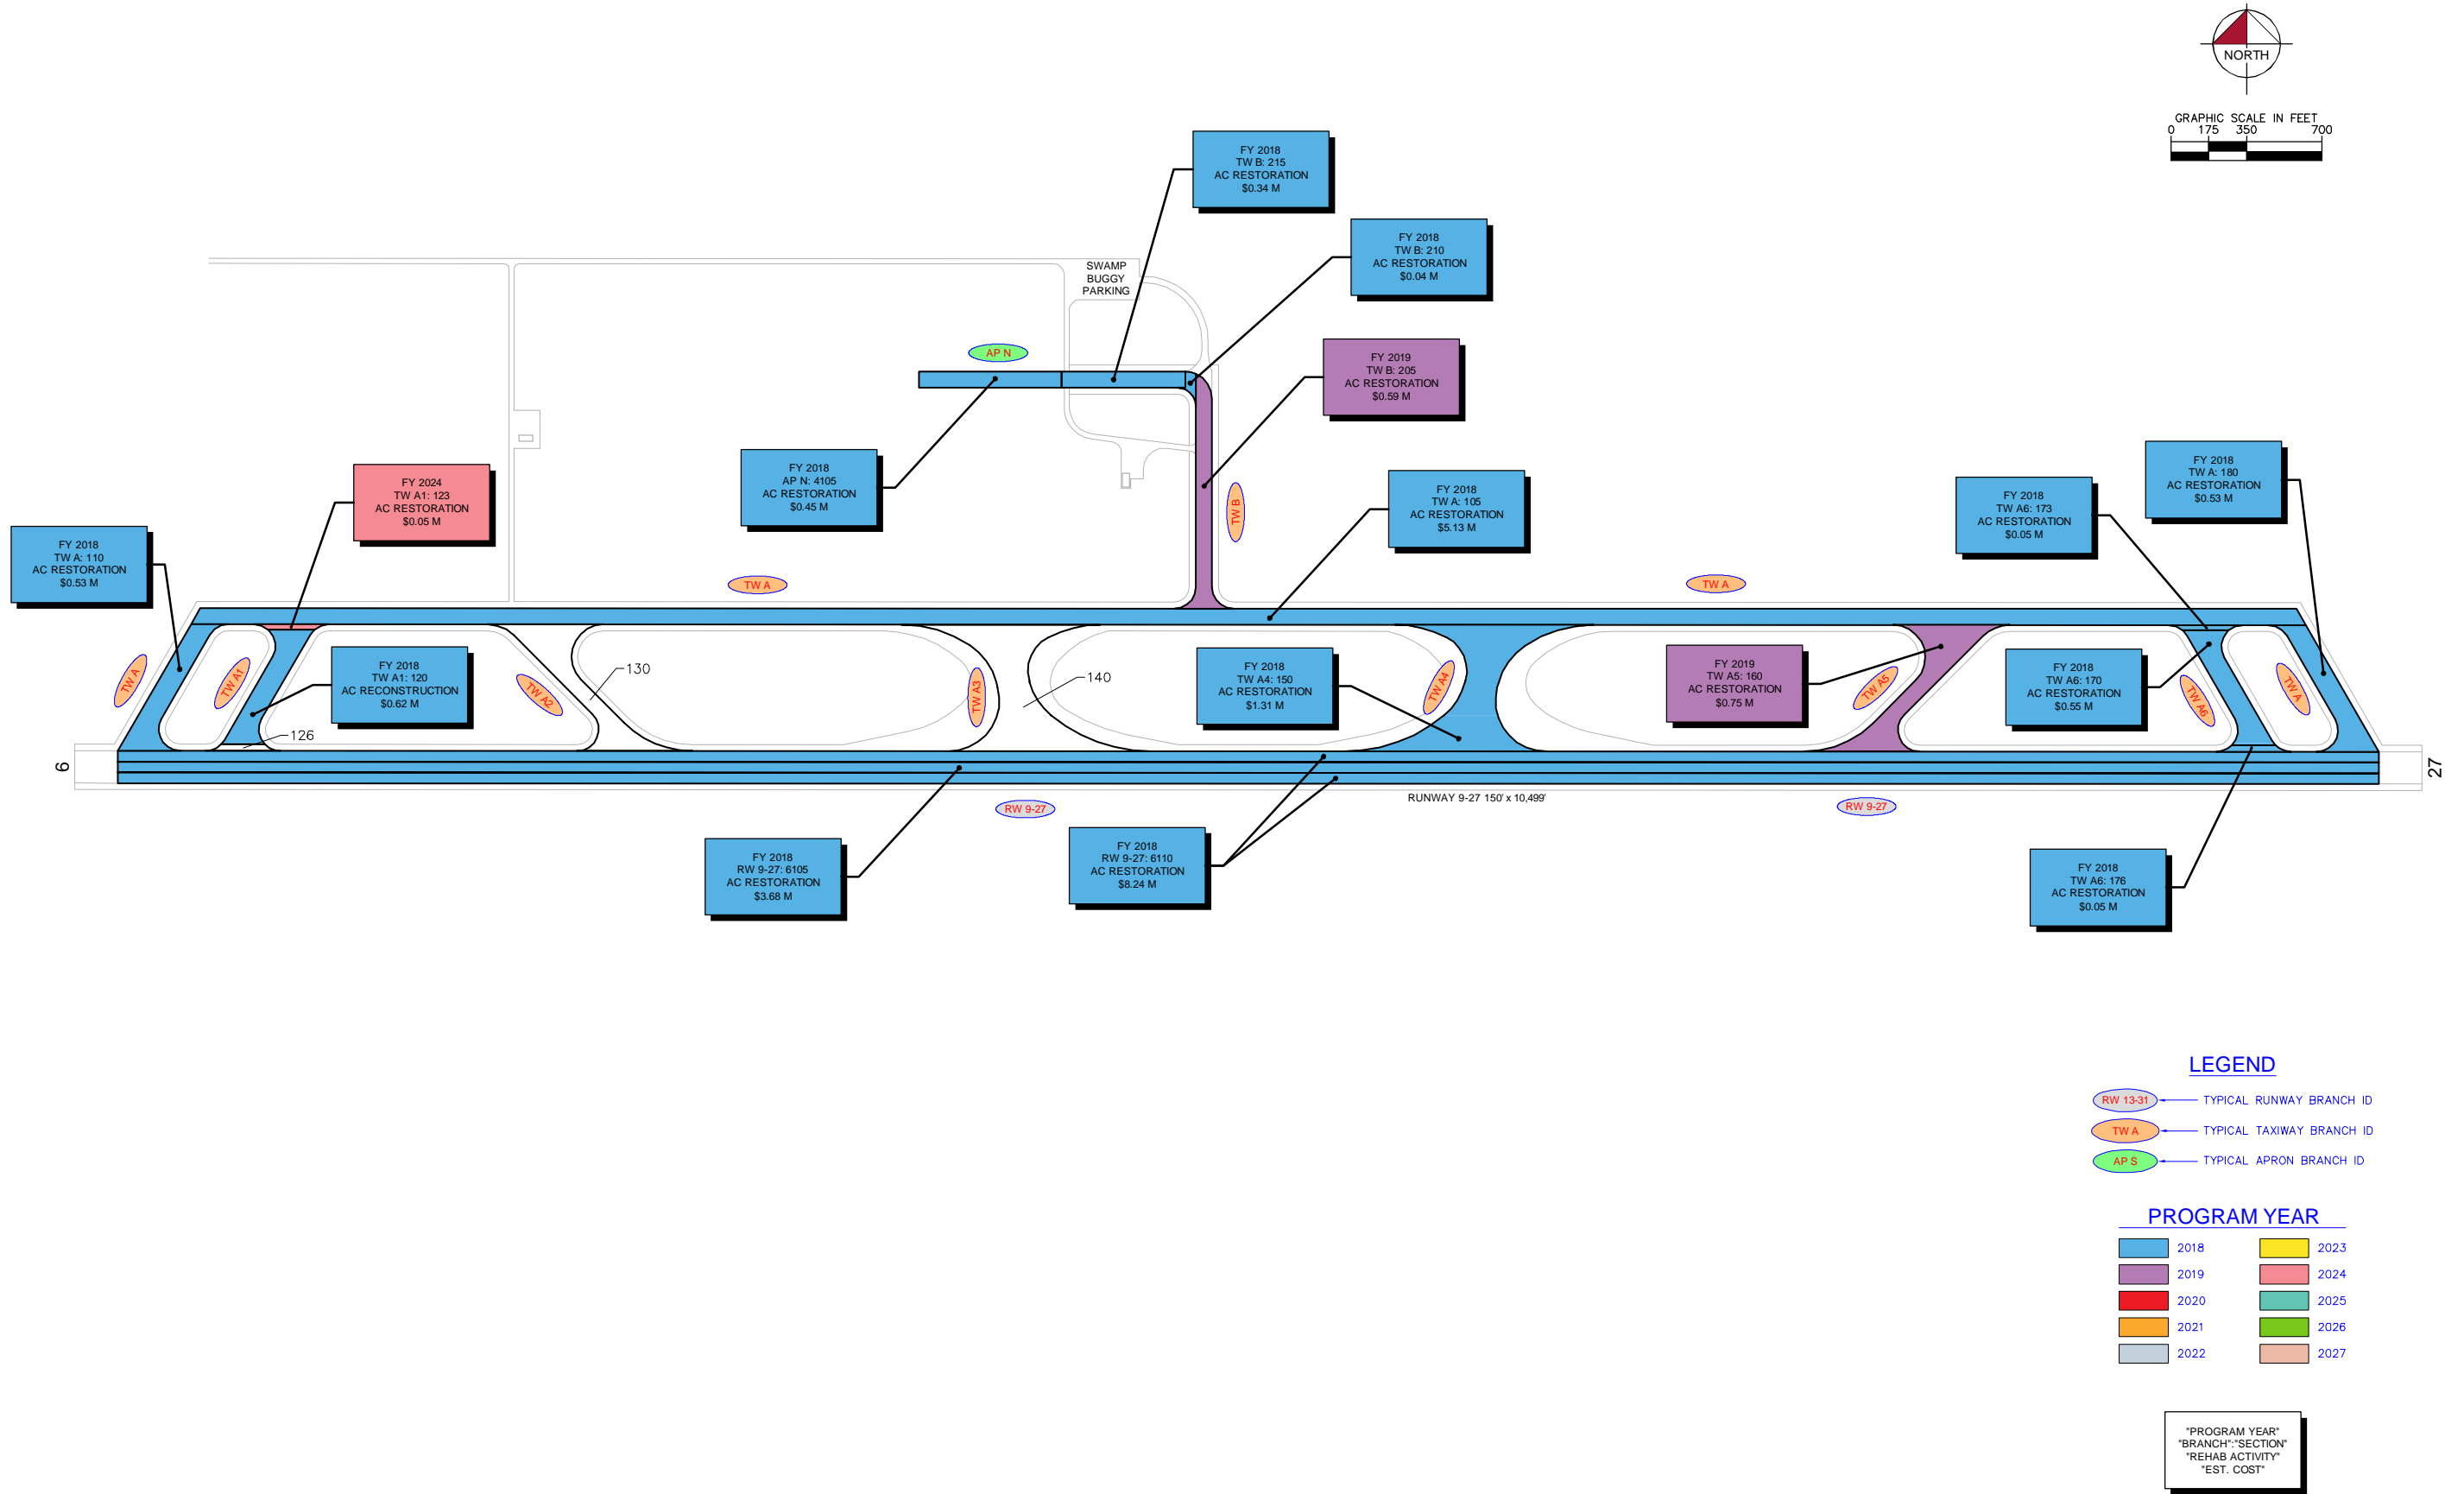 NORTH
GRAPHIC SCALE IN FEET
0 175 350 700
FY 2018
TW B: 215
AC RESTORATION
$0.34 M
FY 2018
TW B: 210
AC RESTORATION
$0.04 M
SWAMP
BUGGY
PARKING
AP N
FY 2019
TW B: 205
AC RESTORATION
$0.59 M
FY 2018
AP N: 4105
AC RESTORATION
$0.45 M
FY 2024
TW A1: 123
AC RESTORATION
$0.05 M
FY 2018
TW A: 110
AC RESTORATION
$0.53 M
TW B
FY 2018
TW A: 105
AC RESTORATION
$5.13 M
FY 2018
TW A6: 173
AC RESTORATION
$0.05 M
FY 2018
TW A: 180
AC RESTORATION
$0.53 M
TW A
TW A
TW A
TW A1
FY 2018
TW A1: 120
AC RECONSTRUCTION
$0.62 M
TW A2
130
TW A3
140
FY 2018
TW A4: 150
AC RESTORATION
$1.31 M
TW A4
FY 2019
TW A5: 160
AC RESTORATION
$0.75 M
TW A5
FY 2018
TW A6: 170
AC RESTORATION
$0.55 M
TW A6
TW A
126
9
27
RW 9-27
RUNWAY 9-27 150' x 10,499'
RW 9-27
FY 2018
RW 9-27: 6105
AC RESTORATION
$3.68 M
FY 2018
RW 9-27: 6110
AC RESTORATION
$8.24 M
FY 2018
TW A6: 176
AC RESTORATION
$0.05 M
LEGEND
RW 13-31 TYPICAL RUNWAY BRANCH ID
TW A TYPICAL TAXIWAY BRANCH ID
AP S TYPICAL APRON BRANCH ID
PROGRAM YEAR
2018 2023
2019 2024
2020 2025
2021 2026
2022 2027
"PROGRAM YEAR"
"BRANCH":"SECTION"
"REHAB ACTIVITY"
"EST. COST"